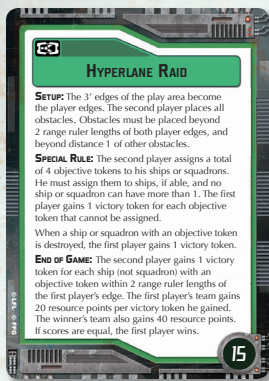 HYPERLANE RAID
SETUP: The 3' edges of the play area become
the player edges. The second player places all
obstacles. Obstacles must be placed beyond
2 range ruler lengths of both player edges, and
beyond distance 1 of other obstacles.
SPECIAL RULE: The second player assigns a total
of 4 objective tokens to his ships or squadrons.
He must assign them to ships, if able, and no
ship or squadron can have more than 1. The first
player gains 1 victory token for each objective
token that cannot be assigned.
When a ship or squadron with an objective token
is destroyed, the first player gains 1 victory token.
END OF GAME: The second player gains 1 victory
token for each ship (not squadron) with an
objective token within 2 range ruler lengths of
the first player's edge. The first player's team gains
20 resource points per victory token he gained.
The winner's team also gains 40 resource points.
If scores are equal, the first player wins.
15
© LFL © FFG